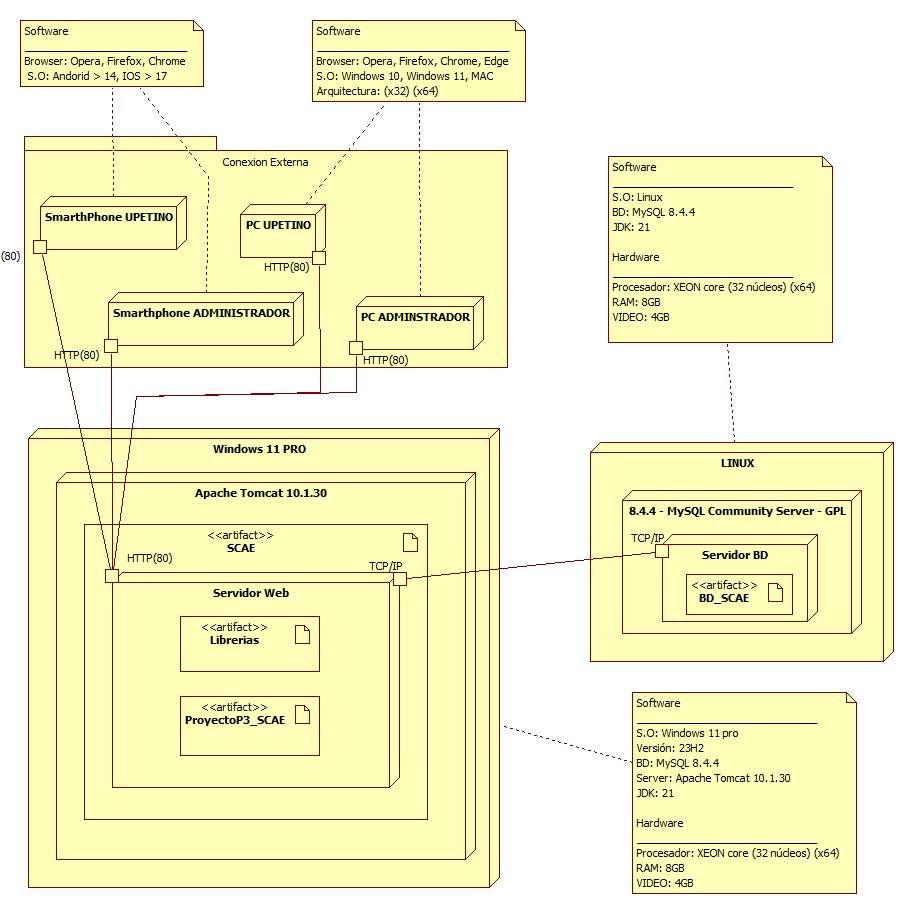 Software
Browser: Opera, Firefox, Chrome
S.O: Andorid > 14, IOS > 17
Software
Browser: Opera, Firefox, Chrome, Edge
S.O: Windows 10, Windows 11, MAC
Arquitectura: (x32) (x64)
Conexion Externa
SmarthPhone UPETINO
(80)
PC UPETINO
HTTP(80)
Smarthphone ADMINISTRADOR
HTTP(80)
PC ADMINSTRADOR
HTTP(80)
Software
S.O: Linux
BD: MySQL 8.4.4
JDK: 21
Hardware
Procesador: XEON core (32 núcleos) (x64)
RAM: 8GB
VIDEO: 4GB
Windows 11 PRO
Apache Tomcat 10.1.30
<<artifact>>
SCAE
HTTP(80)
TCP/IP
Servidor Web
<<artifact>>
Librerias
<<artifact>>
ProyectoP3_SCAE
LINUX
8.4.4 - MySQL Community Server - GPL
TCP/IP
Servidor BD
<<artifact>>
BD_SCAE
Software
S.O: Windows 11 pro
Versión: 23H2
BD: MySQL 8.4.4
Server: Apache Tomcat 10.1.30
JDK: 21
Hardware
Procesador: XEON core (32 núcleos) (x64)
RAM: 8GB
VIDEO: 4GB